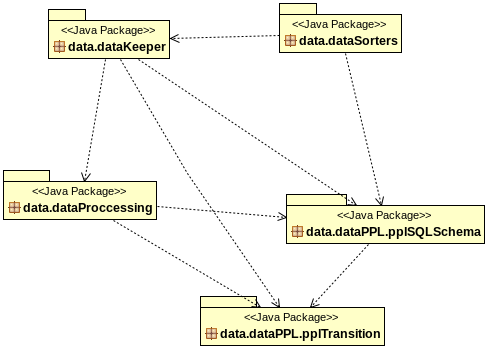 <<Java Package>>
data.dataKeeper
<<Java Package>>
data.dataSorters
<<Java Package>>
data.dataProccessing
<<Java Package>>
data.dataPPL.pplSQLSchema
<<Java Package>>
data.dataPPL.pplTransition